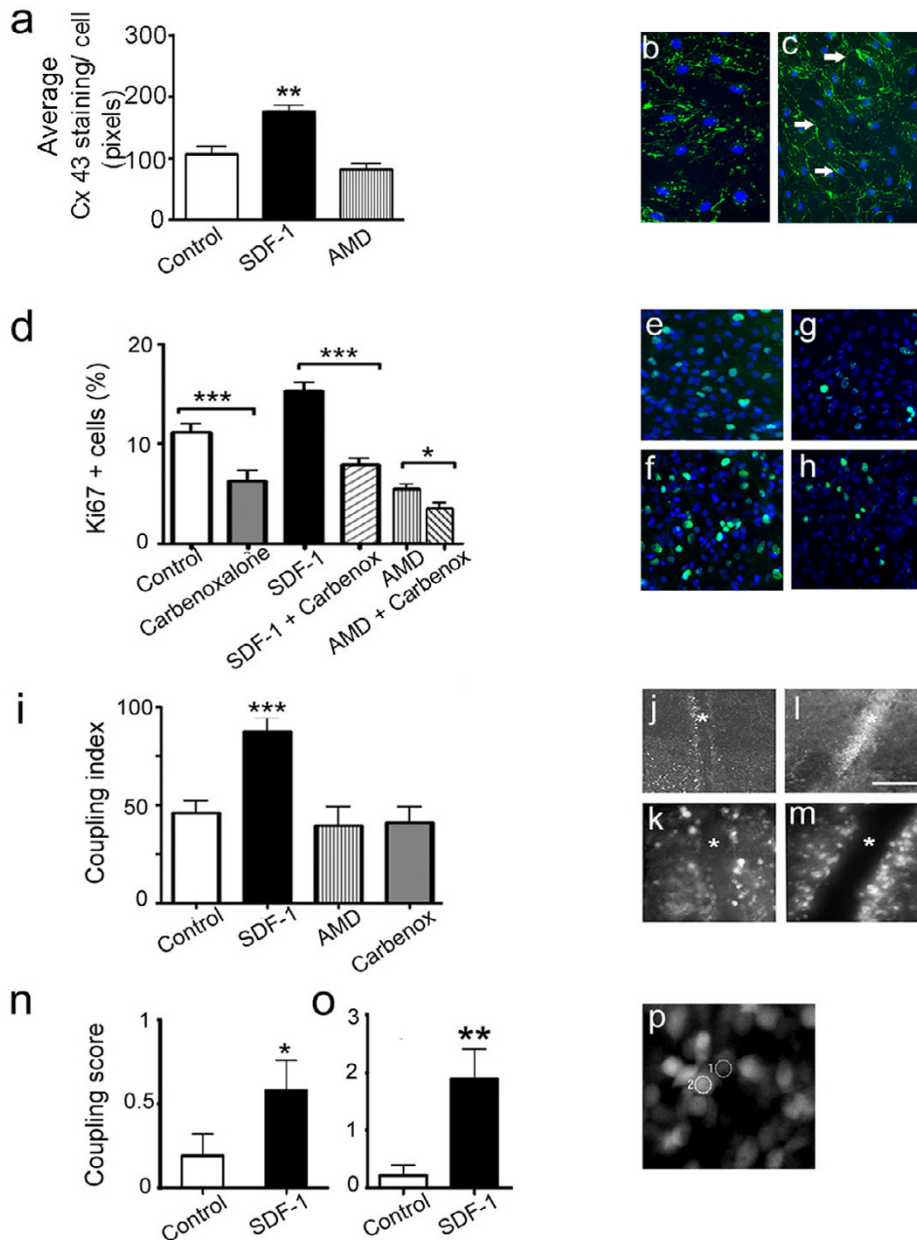 a
Average
Cx 43 staining/ cell
(pixels)
300
200
100
0
**
Control
SDF-1
AMD
b
c
d
Ki67 + cells (%)
20
10
0
***
***
*
Control
Carbenoxalone
SDF-1
SDF-1 + Carbenox
AMD
AMD + Carbenox
e
g
f
h
i
Coupling index
100
50
0
***
Control
SDF-1
AMD
Carbenox
j
*
l
*
k
*
m
*
n
Coupling score
1
0.5
0
*
Control
SDF-1
o
3
2
1
0
**
Control
SDF-1
p
1
2